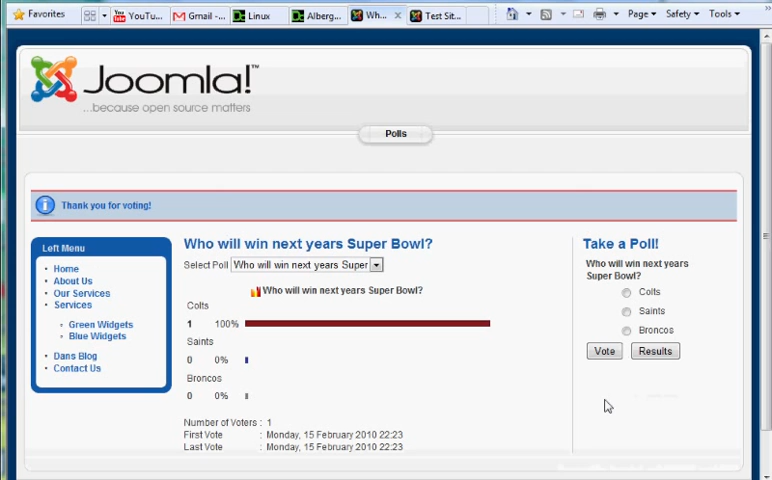 Favorites
YouTu...
Gmail -...
Linux
Alberg...
Wh...
Test Sit...
Page
Safety
Tools
Joomla!™
...because open source matters
Polls
Thank you for voting!
Left Menu
Home
About Us
Our Services
Services
Green Widgets
Blue Widgets
Dans Blog
Contact Us
Who will win next years Super Bowl?
Select Poll Who will win next years Super
Who will win next years Super Bowl?
Colts
1 100%
Saints
0 0%
Broncos
0 0%
Number of Voters : 1
First Vote : Monday, 15 February 2010 22:23
Last Vote : Monday, 15 February 2010 22:23
Take a Poll!
Who will win next years
Super Bowl?
Colts
Saints
Broncos
Vote Results